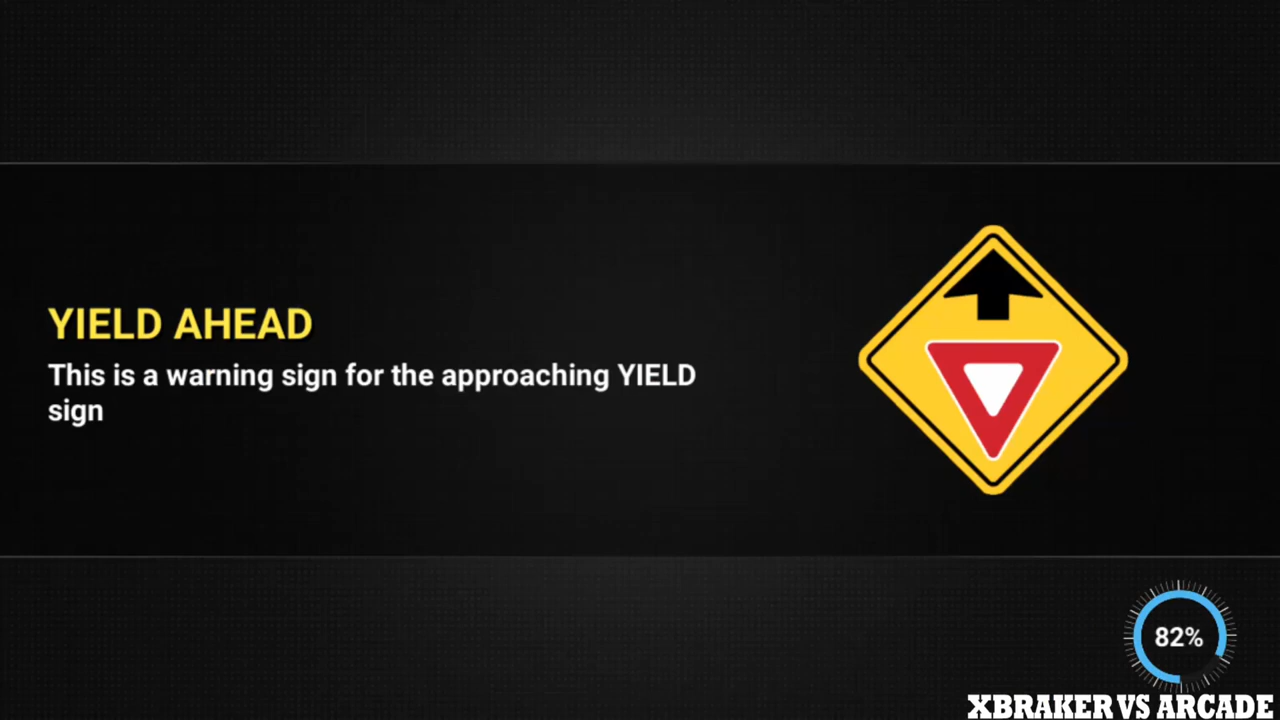 YIELD AHEAD
This is a warning sign for the approaching YIELD
sign
82%
XBRAKER VS ARCADE